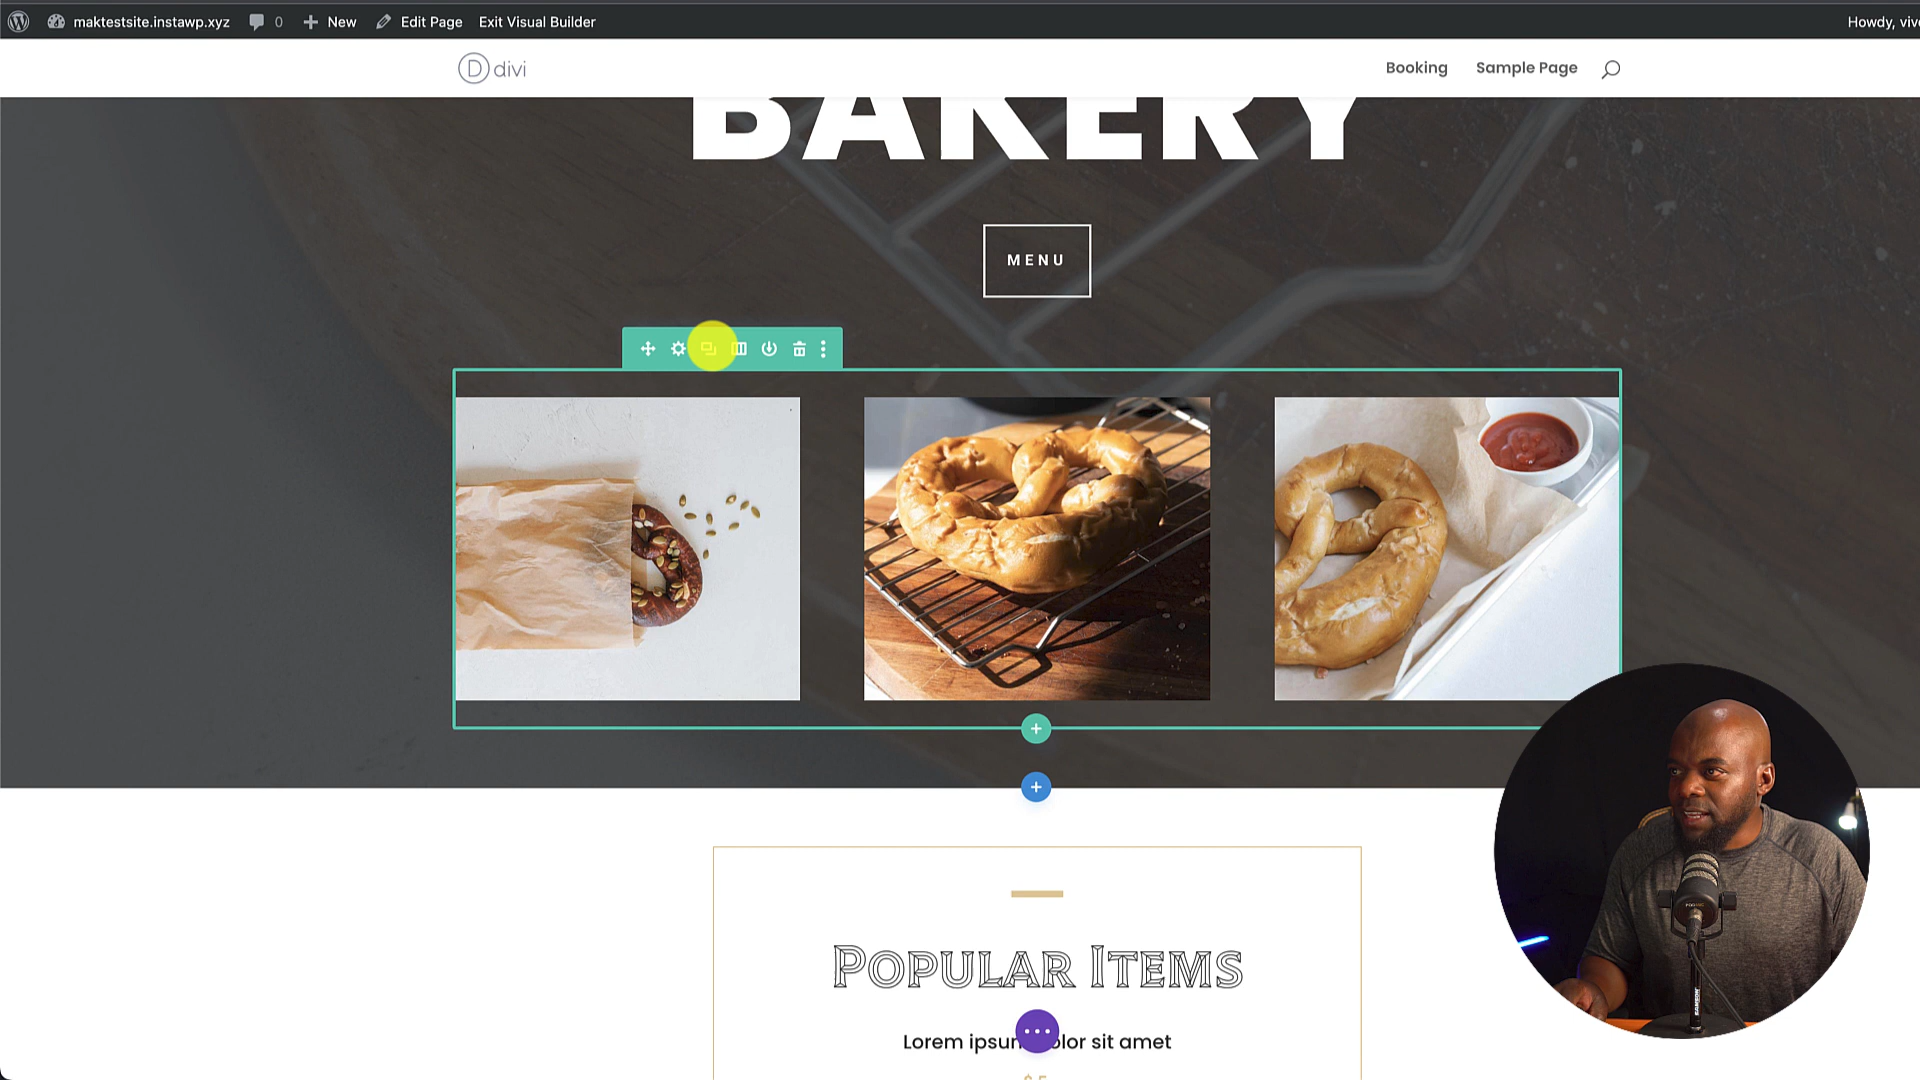 maktestsite.instawp.xyz
0
New
Edit Page
Exit Visual Builder
Howdy, viv
D divi
Booking
Sample Page
BAKERY
MENU
POPULAR ITEMS
Lorem ipsum dolor sit amet